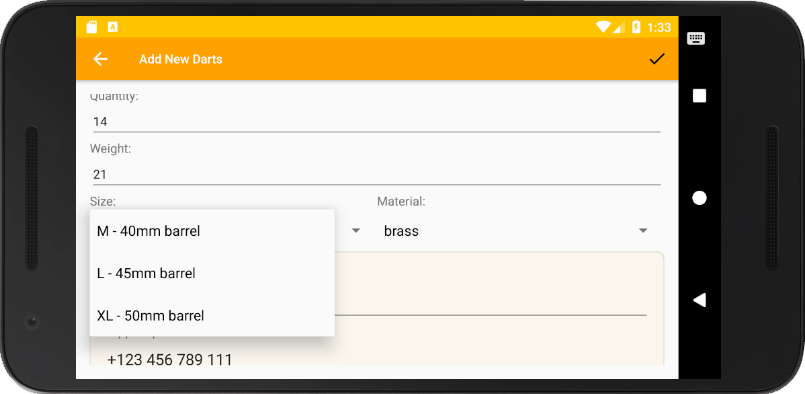 1:33
Add New Darts
Quantity:
14
Weight:
21
Size:
Material:
M - 40mm barrel
brass
L - 45mm barrel
XL - 50mm barrel
+123 456 789 111